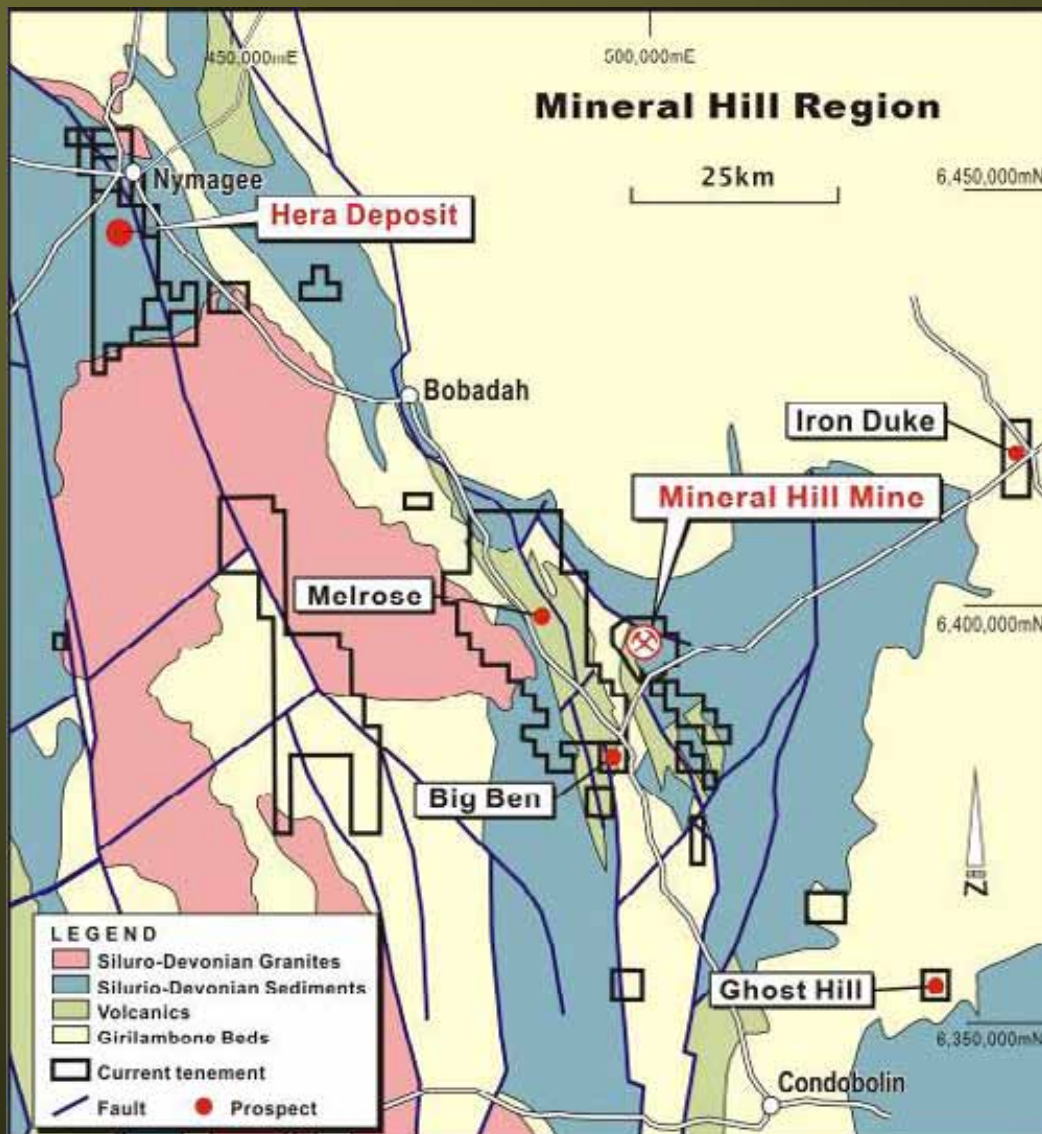 450,000mE
500,000mE
Mineral Hill Region
25km
6,450,000mN
Nymagee
Hera Deposit
Bobadah
Iron Duke
Mineral Hill Mine
Melrose
6,400,000mN
Big Ben
GRID
N
LEGEND
Siluro-Devonian Granites
Silurio-Devonian Sediments
Volcanics
Girilambone Beds
Current tenement
Fault
Prospect
Ghost Hill
6,350,000mN
Condobolin